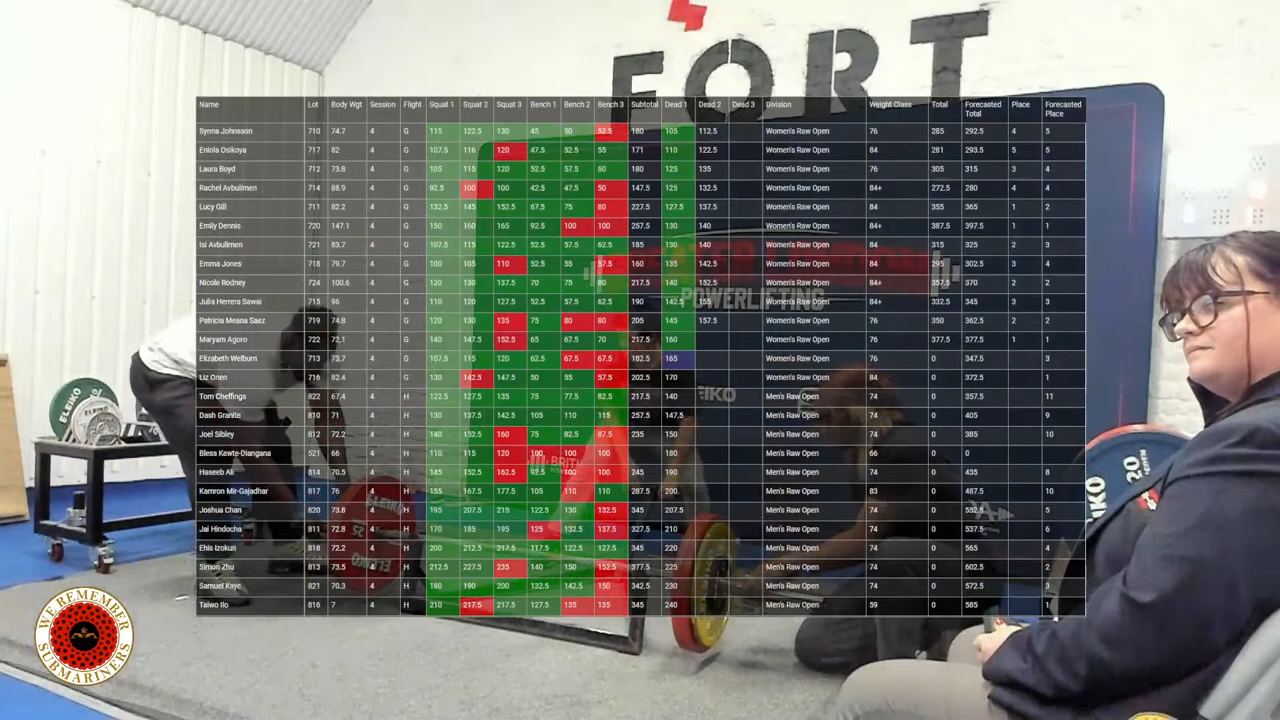 FORT
Name Lot Body Wgt Session Flight Squat 1 Squat 2 Squat 3 Bench 1 Bench 2 Bench 3 Subtotal Dead 1 Dead 2 Dead 3 Division Weight Class Total Forecasted Total Place Forecasted Place
Synna Johnsson 710 74.7 4 G 115 122.5 130 45 50 52.5 180 105 112.5 Women's Raw Open 76 285 292.5 4 5
Eniola Osikoya 717 82 4 G 107.5 116 120 47.5 52.5 55 171 110 122.5 Women's Raw Open 84 281 293.5 5 5
Laura Boyd 712 73.8 4 G 105 115 120 52.5 57.5 60 180 125 135 Women's Raw Open 76 305 315 3 4
Rachel Avbulimen 714 88.9 4 G 92.5 100 100 42.5 47.5 50 147.5 125 132.5 Women's Raw Open 84+ 272.5 280 4 4
Lucy Gill 711 82.2 4 G 132.5 145 152.5 67.5 75 80 227.5 127.5 137.5 Women's Raw Open 84 355 365 1 2
Emily Dennis 720 147.1 4 G 150 160 165 92.5 100 100 257.5 130 140 Women's Raw Open 84+ 387.5 397.5 1 1
Isi Avbulimen 721 83.7 4 G 107.5 115 122.5 52.5 57.5 62.5 185 130 140 Women's Raw Open 84 315 325 2 3
Emma Jones 718 79.7 4 G 100 105 110 52.5 55 57.5 160 135 142.5 Women's Raw Open 84 295 302.5 3 4
Nicole Rodney 724 100.6 4 G 120 130 137.5 70 75 80 217.5 140 152.5 Women's Raw Open 84+ 357.5 370 2 2
Julia Herrera Sawai 715 96 4 G 110 120 127.5 52.5 57.5 62.5 190 142.5 155 Women's Raw Open 84+ 332.5 345 3 3
Patricia Meana Saez 719 74.8 4 G 120 130 135 75 80 80 205 145 157.5 Women's Raw Open 76 350 362.5 2 2
Maryam Agoro 722 72.1 4 G 140 147.5 152.5 65 67.5 70 217.5 160 Women's Raw Open 76 377.5 377.5 1 1
Elizabeth Welburn 713 73.7 4 G 107.5 115 120 62.5 67.5 67.5 182.5 165 Women's Raw Open 76 0 347.5 3
Liz Onen 716 82.4 4 G 130 142.5 147.5 50 55 57.5 202.5 170 Women's Raw Open 84 0 372.5 1
Tom Cheffings 822 67.4 4 H 122.5 127.5 135 75 77.5 82.5 217.5 140 Men's Raw Open 74 0 357.5 11
Dash Granite 810 71 4 H 130 137.5 142.5 105 110 115 257.5 147.5 Men's Raw Open 74 0 405 9
Joel Sibley 812 72.2 4 H 140 152.5 160 75 82.5 87.5 235 150 Men's Raw Open 74 0 385 10
Bless Kewte-Diangana 521 66 4 H 110 115 120 100 100 100 180 Men's Raw Open 66 0 0
Haseeb Ali 814 70.5 4 H 145 152.5 162.5 92.5 100 100 245 190 Men's Raw Open 74 0 435 8
Kamron Mir-Gajadhar 817 76 4 H 155 167.5 177.5 105 110 110 287.5 200 Men's Raw Open 83 0 487.5 10
Joshua Chan 820 73.8 4 H 195 207.5 215 122.5 130 132.5 345 207.5 Men's Raw Open 74 0 552.5 5
Jai Hindocha 811 72.8 4 H 170 185 195 125 132.5 137.5 327.5 210 Men's Raw Open 74 0 537.5 6
Ehis Izokun 818 72.2 4 H 200 212.5 217.5 117.5 122.5 127.5 345 220 Men's Raw Open 74 0 565 4
Simon Zhu 813 73.5 4 H 212.5 227.5 235 140 150 152.5 377.5 225 Men's Raw Open 74 0 602.5 2
Samuel Kaye 821 70.3 4 H 180 190 200 132.5 142.5 150 342.5 230 Men's Raw Open 74 0 572.5 3
Taiwo Ilo 816 7 4 H 210 217.5 217.5 127.5 135 135 345 240 Men's Raw Open 59 0 585 1
POWERLIFTING
ELEIKO
EIKO
ELEIKO
25
20
WE REMEMBER SUBMARINERS